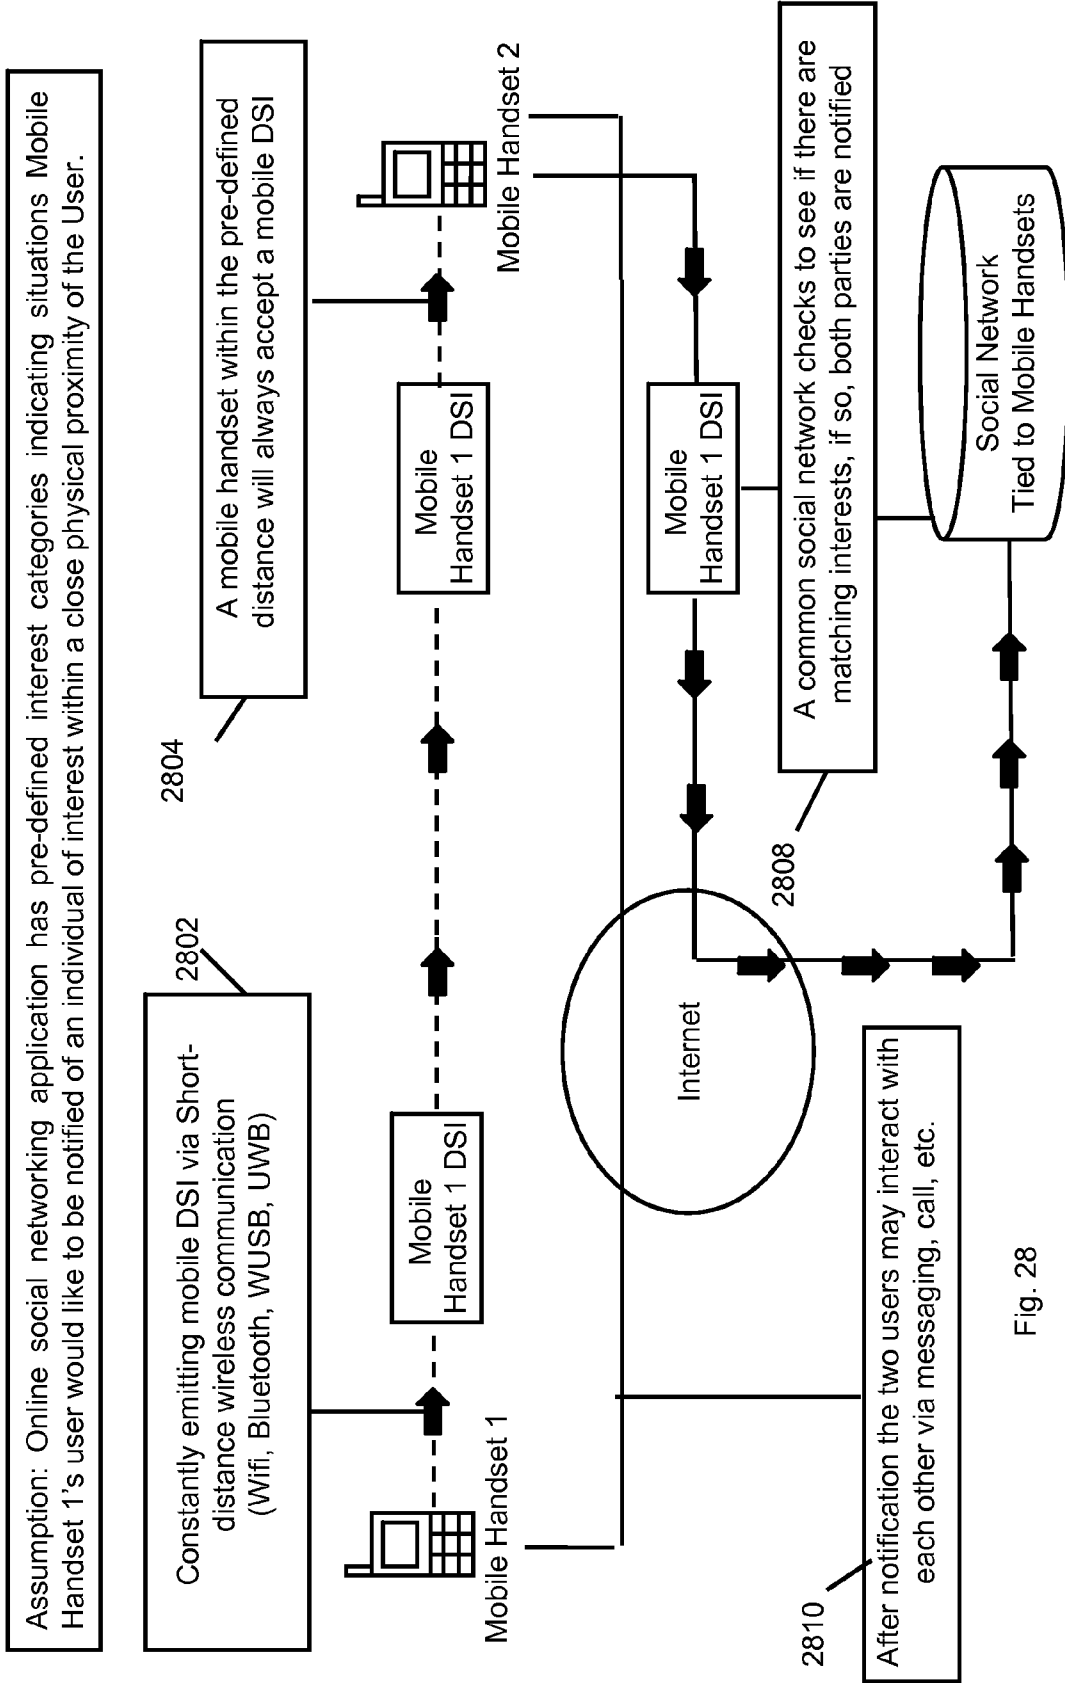 Assumption: Online social networking application has pre-defined interest categories indicating situations Mobile
Handset 1's user would like to be notified of an individual of interest within a close physical proximity of the User.
2802
Constantly emitting mobile DSI via Short-
distance wireless communication
(Wifi, Bluetooth, WUSB, UWB)
2804
A mobile handset within the pre-defined
distance will always accept a mobile DSI
Mobile Handset 1
Mobile
Handset 1 DSI
Mobile
Handset 1 DSI
Mobile Handset 2
Internet
Mobile
Handset 1 DSI
2808
A common social network checks to see if there are
matching interests, if so, both parties are notified
2810
After notification the two users may interact with
each other via messaging, call, etc.
Social Network
Tied to Mobile Handsets
Fig. 28